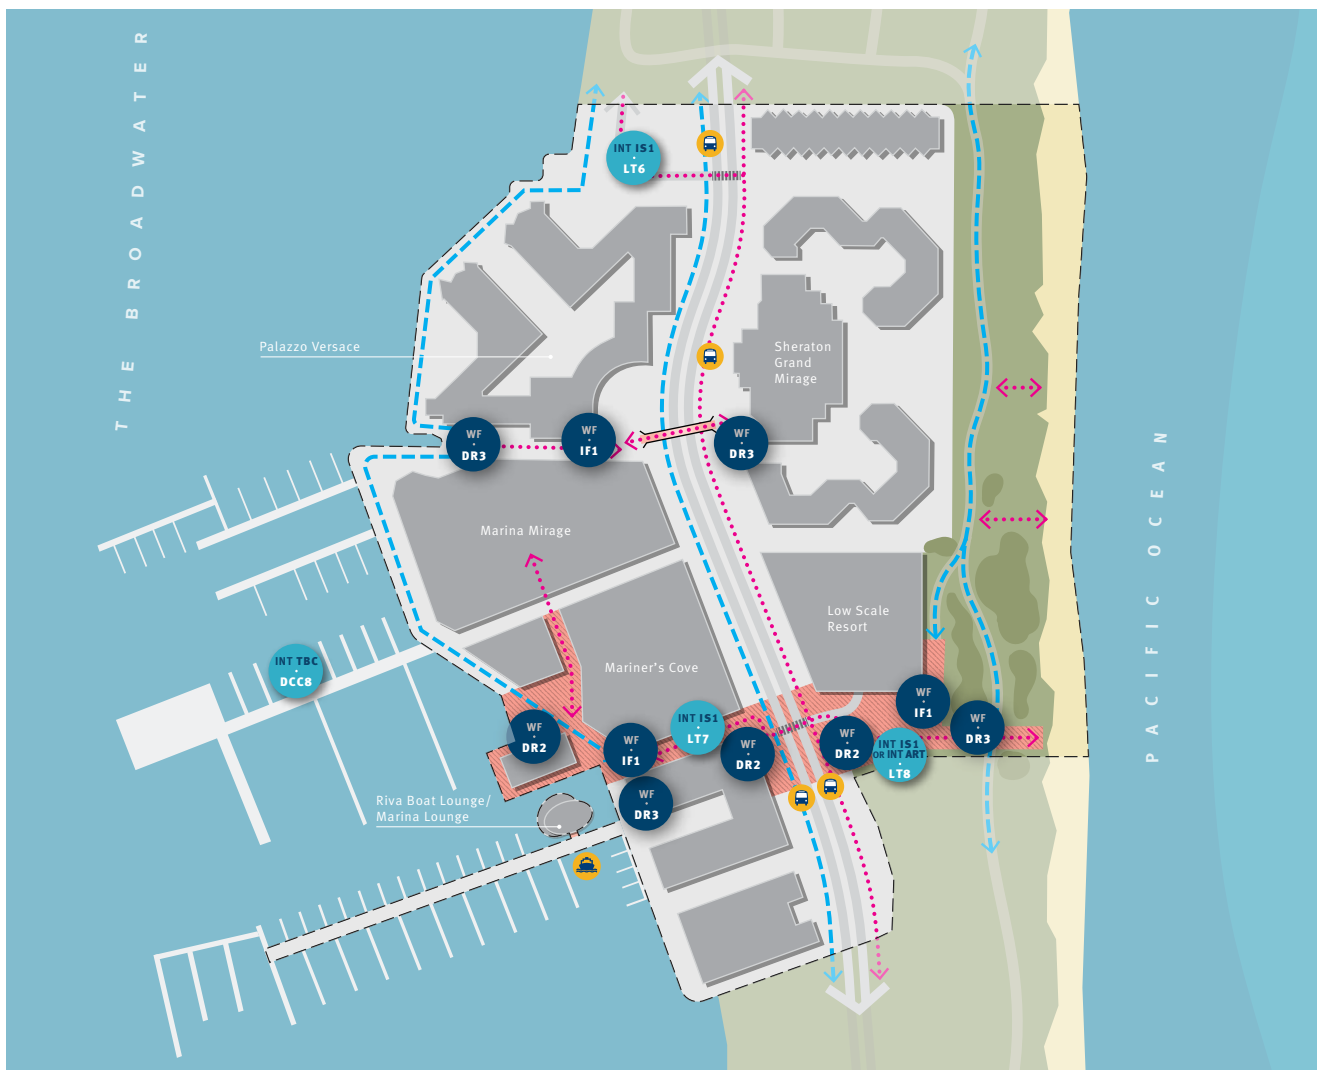 THE BROADWATER
INT IS1
LT6
Palazzo Versace
Sheraton
Grand
Mirage
WF
DR3
WF
IF1
WF
DR3
PACIFIC OCEAN
Marina Mirage
Low Scale
Resort
INT TBC
DCC8
Mariner's Cove
WF
IF1
INT IS1
LT7
WF
DR2
WF
IF1
WF
DR2
WF
DR2
INT IS1
OR INT ART
LT8
WF
DR3
WF
DR3
Riva Boat Lounge/
Marina Lounge